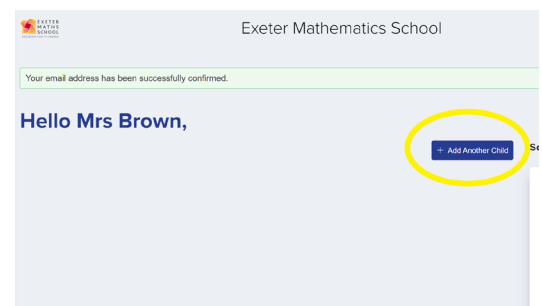 EXETER
MATHS
SCHOOL
Exeter Mathematics School
Your email address has been successfully confirmed.
Hello Mrs Brown,
+ Add Another Child